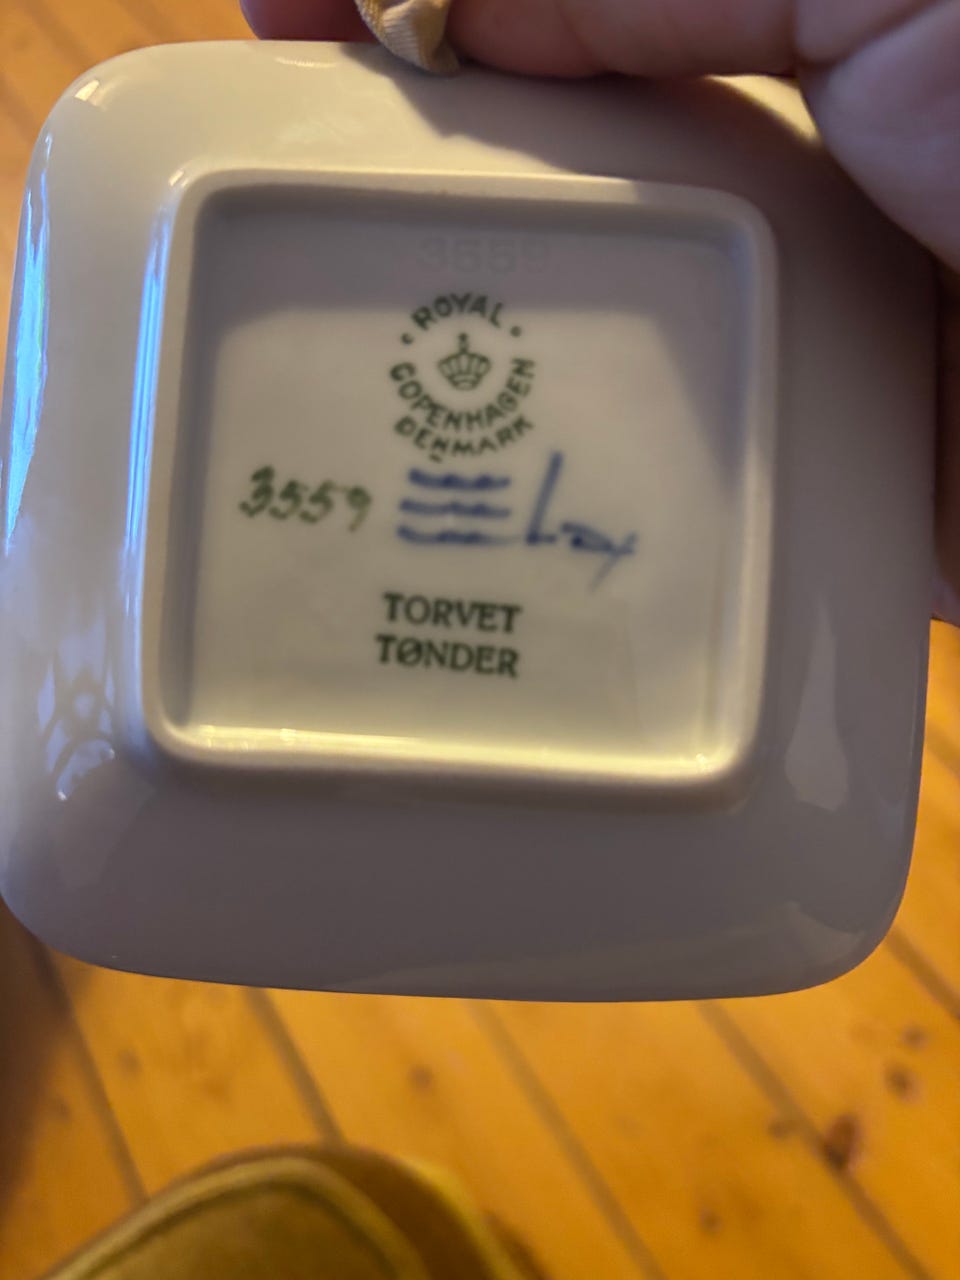 3559
ROYAL
COPENHAGEN
DENMARK
3559
TORVET
TØNDER